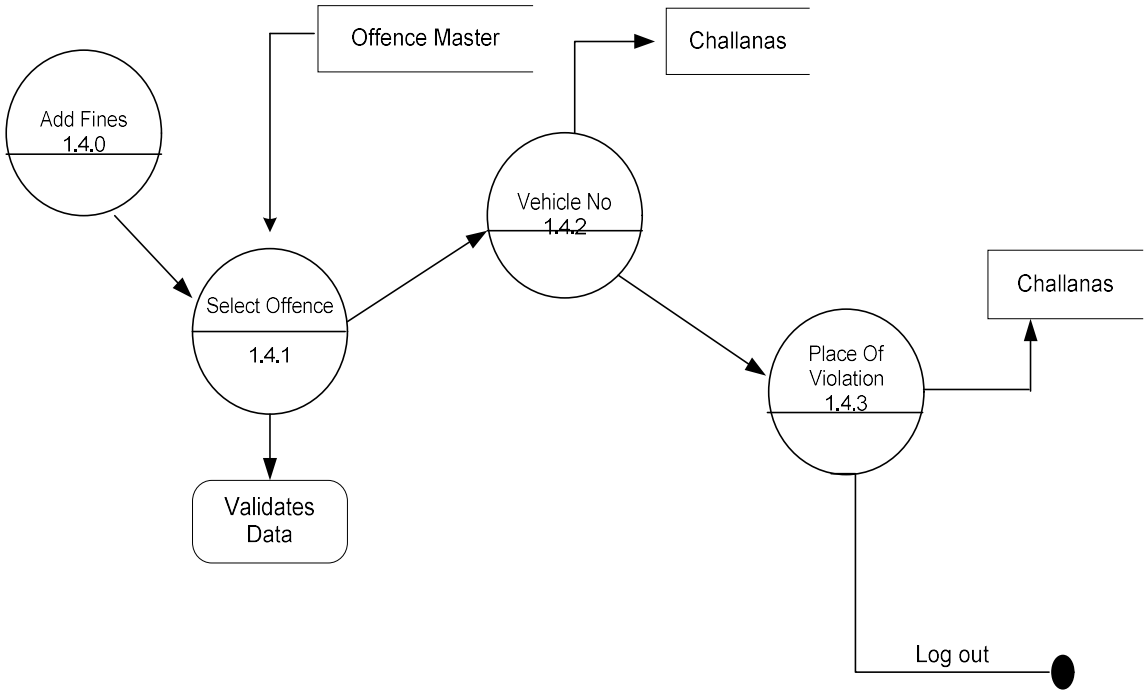 Offence Master
Challanas
Add Fines
1.4.0
Vehicle No
1.4.2
Select Offence
1.4.1
Challanas
Place Of
Violation
1.4.3
Validates
Data
Log out